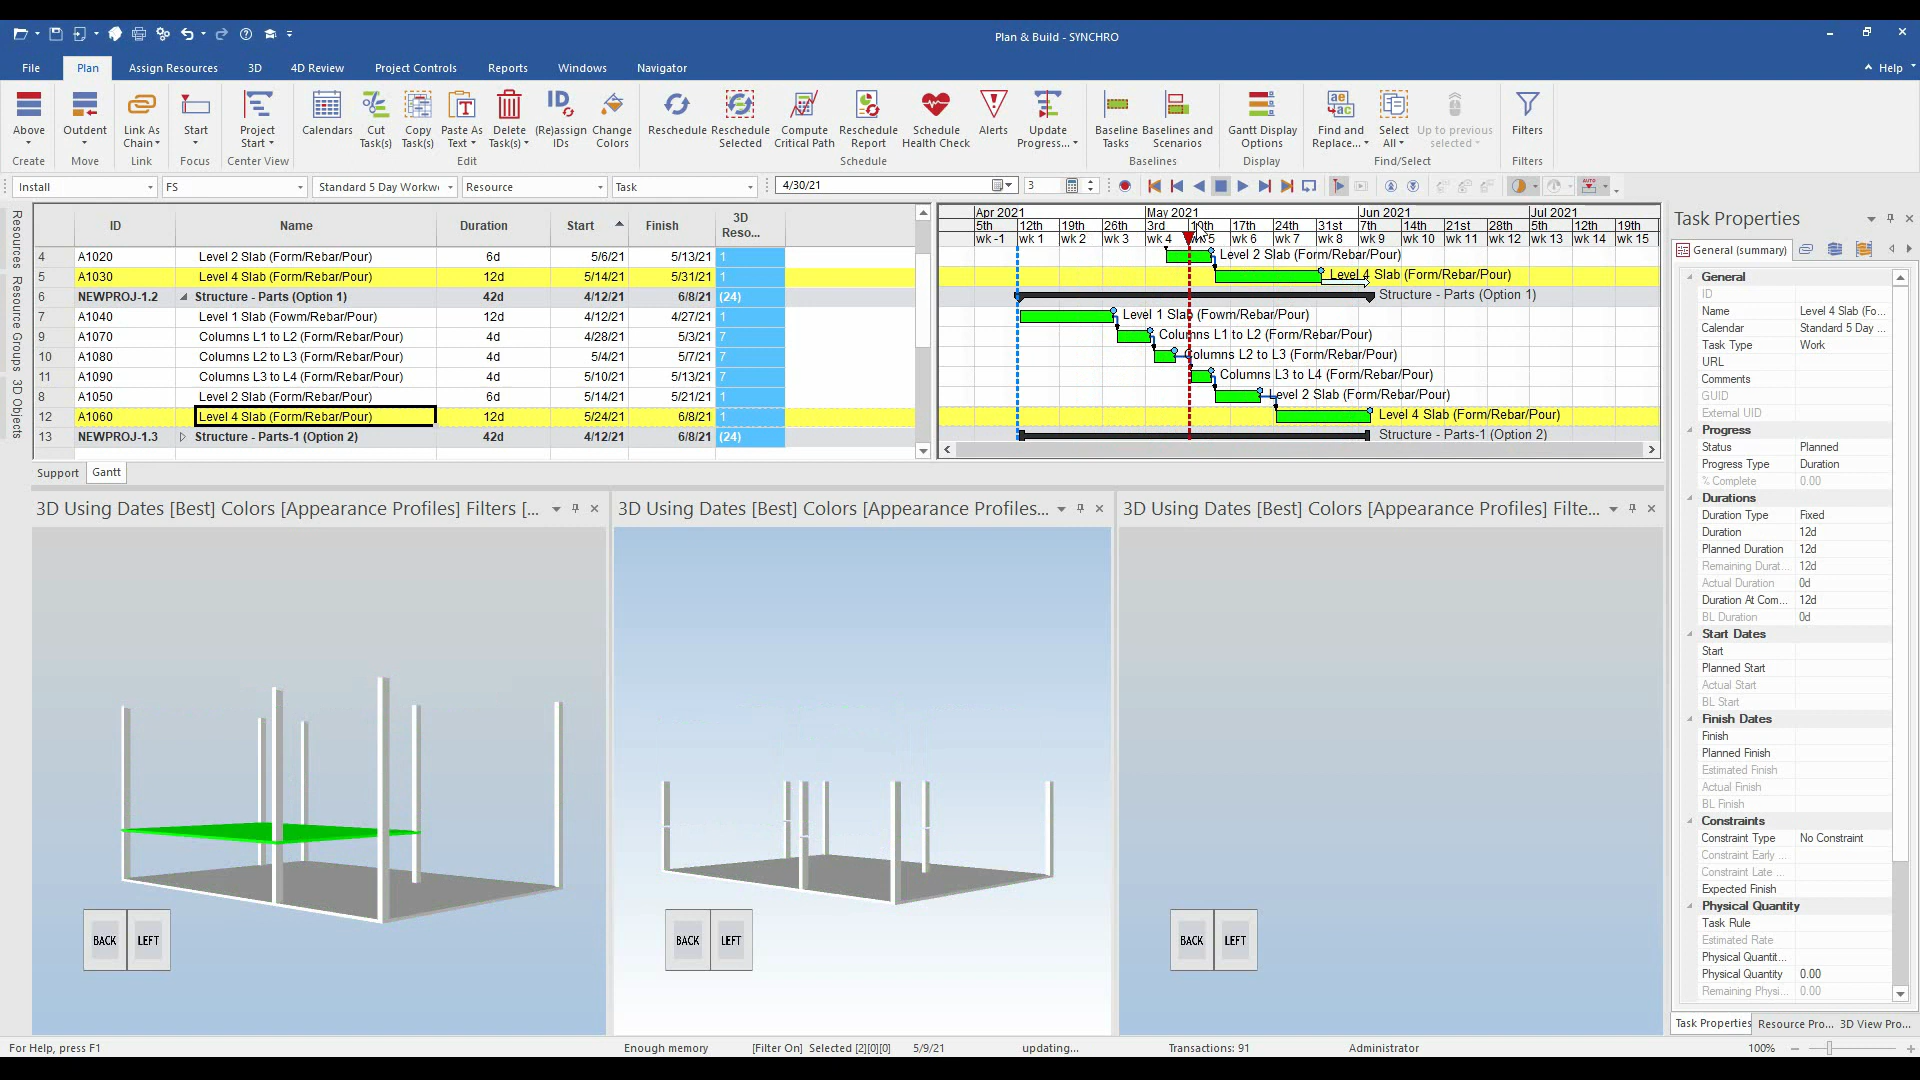 Plan & Build - SYNCHRO
File
Plan
Assign Resources
3D
4D Review
Project Controls
Reports
Windows
Navigator
Help
Above
Outdent
Link As Chain
Start
Project Start
Calendars
Cut Task(s)
Copy Task(s)
Paste As Text
Delete Task(s)
(Re)assign IDs
Change Colors
Reschedule
Reschedule Selected
Compute Critical Path
Reschedule Report
Schedule Health Check
Alerts
Update Progress...
Baseline Tasks
Baselines and Scenarios
Gantt Display Options
Find and Replace...
Select All
Up to previous selected
Filters
Create
Move
Link
Focus
Center View
Edit
Schedule
Baselines
Display
Find/Select
Filters
Install
FS
Standard 5 Day Workw
Resource
Task
4/30/21
3
Resources
Resource Groups
3D Objects
ID Name Duration Start Finish 3D Reso...
4 A1020 Level 2 Slab (Form/Rebar/Pour) 6d 5/6/21 5/13/21 1
5 A1030 Level 4 Slab (Form/Rebar/Pour) 12d 5/14/21 5/31/21 1
6 NEWPROJ-1.2 Structure - Parts (Option 1) 42d 4/12/21 6/8/21 (24)
7 A1040 Level 1 Slab (Fowm/Rebar/Pour) 12d 4/12/21 4/27/21 1
9 A1070 Columns L1 to L2 (Form/Rebar/Pour) 4d 4/28/21 5/3/21 7
10 A1080 Columns L2 to L3 (Form/Rebar/Pour) 4d 5/4/21 5/7/21 7
11 A1090 Columns L3 to L4 (Form/Rebar/Pour) 4d 5/10/21 5/13/21 7
8 A1050 Level 2 Slab (Form/Rebar/Pour) 6d 5/14/21 5/21/21 1
12 A1060 Level 4 Slab (Form/Rebar/Pour) 12d 5/24/21 6/8/21 1
13 NEWPROJ-1.3 Structure - Parts-1 (Option 2) 42d 4/12/21 6/8/21 (24)
Apr 2021 May 2021 Jun 2021 Jul 2021
5th 12th 19th 26th 3rd 10th 17th 24th 31st 7th 14th 21st 28th 5th 12th 19th
wk -1 wk 1 wk 2 wk 3 wk 4 wk 5 wk 6 wk 7 wk 8 wk 9 wk 10 wk 11 wk 12 wk 13 wk 14 wk 15
Level 2 Slab (Form/Rebar/Pour)
Level 4 Slab (Form/Rebar/Pour)
Structure - Parts (Option 1)
Level 1 Slab (Fowm/Rebar/Pour)
Columns L1 to L2 (Form/Rebar/Pour)
Columns L2 to L3 (Form/Rebar/Pour)
Columns L3 to L4 (Form/Rebar/Pour)
Level 2 Slab (Form/Rebar/Pour)
Level 4 Slab (Form/Rebar/Pour)
Structure - Parts-1 (Option 2)
Support
Gantt
3D Using Dates [Best] Colors [Appearance Profiles] Filters [...
3D Using Dates [Best] Colors [Appearance Profiles...
3D Using Dates [Best] Colors [Appearance Profiles] Filte...
BACK LEFT
BACK LEFT
BACK LEFT
Task Properties
General (summary)
General
ID
Name Level 4 Slab (Fo...
Calendar Standard 5 Day ...
Task Type Work
URL
Comments
GUID
External UID
Progress
Status Planned
Progress Type Duration
% Complete 0.00
Durations
Duration Type Fixed
Duration 12d
Planned Duration 12d
Remaining Durat... 12d
Actual Duration 0d
Duration At Com... 12d
BL Duration 0d
Start Dates
Start
Planned Start
Actual Start
BL Start
Finish Dates
Finish
Planned Finish
Estimated Finish
Actual Finish
BL Finish
Constraints
Constraint Type No Constraint
Constraint Early ...
Constraint Late ...
Expected Finish
Physical Quantity
Task Rule
Estimated Rate
Physical Quantit...
Physical Quantity 0.00
Remaining Physi... 0.00
Task Properties
Resource Pro...
3D View Pro...
For Help, press F1
Enough memory
[Filter On]
Selected [2][0][0]
5/9/21
updating...
Transactions: 91
Administrator
100%